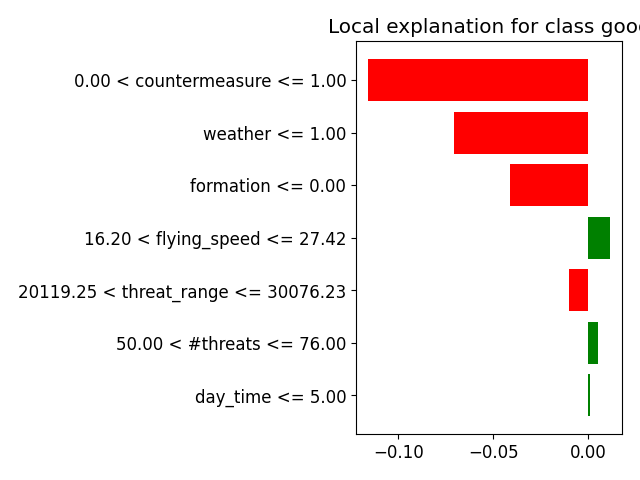 Local explanation for class goo
0.00 < countermeasure <= 1.00
weather <= 1.00
formation <= 0.00
16.20 < flying_speed <= 27.42
20119.25 < threat_range <= 30076.23
50.00 < #threats <= 76.00
day_time <= 5.00
−0.10 −0.05 0.00